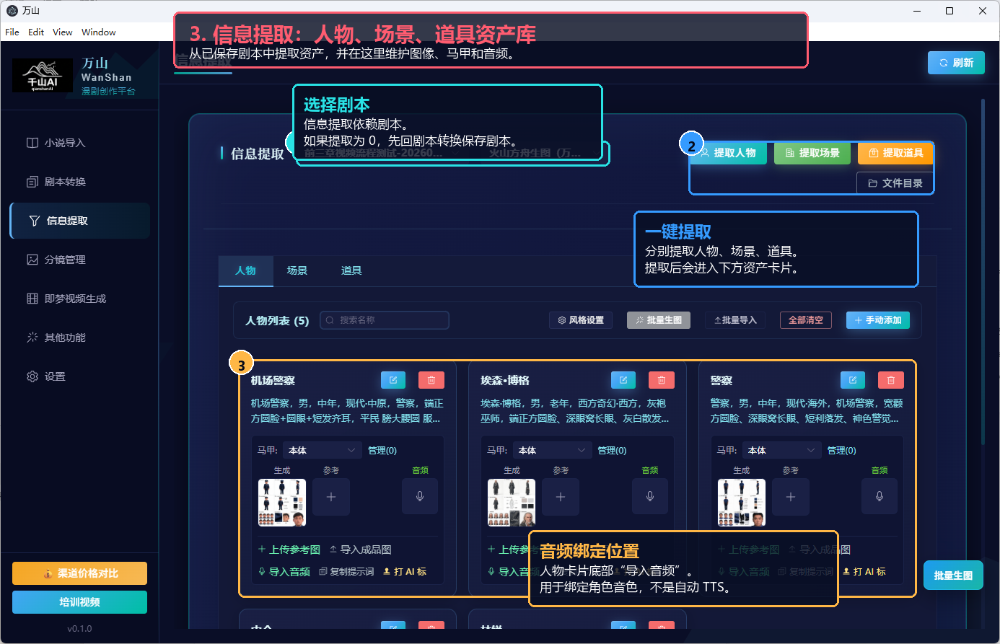 万山
File Edit View Window
3. 信息提取：人物、场景、道具资产库
从已保存剧本中提取资产，并在这里维护图像、马甲和音频。
信息提取
刷新
千山AI
qianshanAI
万山
WanShan
漫剧创作平台
小说导入
剧本转换
信息提取
分镜管理
即梦视频生成
其他功能
设置
💰 渠道价格对比
培训视频
v0.1.0
选择剧本
信息提取依赖剧本。
如果提取为 0，先回剧本转换保存剧本。
信息提取
前三章视频流程测试-20260...
火山方舟生图（万...
2
提取人物
提取场景
提取道具
文件目录
一键提取
分别提取人物、场景、道具。
提取后会进入下方资产卡片。
人物 场景 道具
人物列表 (5)
搜索名称
风格设置
批量生图
批量导入
全部清空
手动添加
3
机场警察
机场警察，男，中年，现代·中原，警察，端正
方圆脸+圆眼+短发齐耳，平民 膀大腰圆 服...
马甲: 本体 管理(0)
生成 参考 音频
上传参考图 导入成品图
导入音频 复制提示词 打 AI 标
埃森·博格
埃森·博格，男，老年，西方奇幻·西方，灰袍
巫师，端正方圆脸、深眼窝长眼、灰白散发...
马甲: 本体 管理(0)
生成 参考 音频
上传参
导入音
警察
警察，男，中年，现代·海外，机场警察，宽颧
方圆脸、深眼窝长眼、短利落发、神色警觉...
马甲: 本体 管理(0)
生成 参考 音频
上传参考图 导入成品图
导入音频 复制提示词 打 AI 标
音频绑定位置
人物卡片底部“导入音频”。
用于绑定角色音色，不是自动 TTS。
批量生图